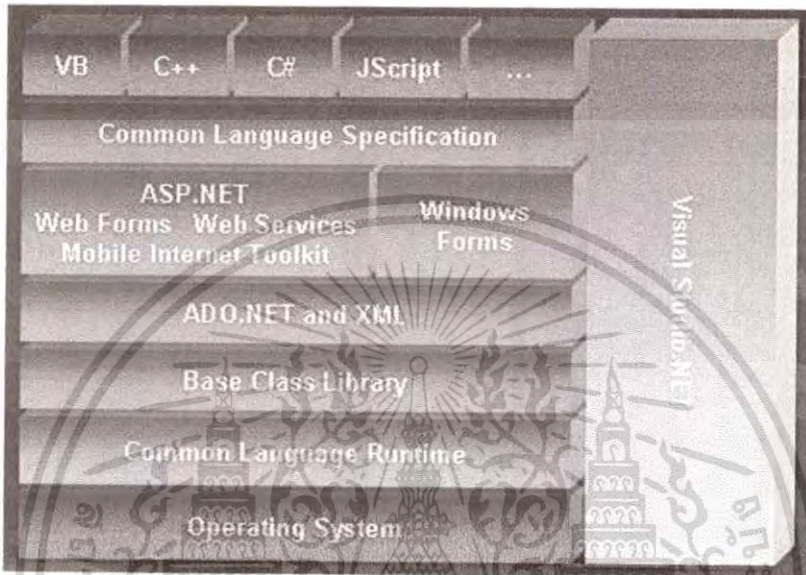 VB C++ C# JScript ...
Common Language Specification
ASP.NET
Web Forms Web Services
Mobile Internet Toolkit
Windows
Forms
ADO.NET and XML
Base Class Library
Common Language Runtime
Operating System
Visual Studio.NET